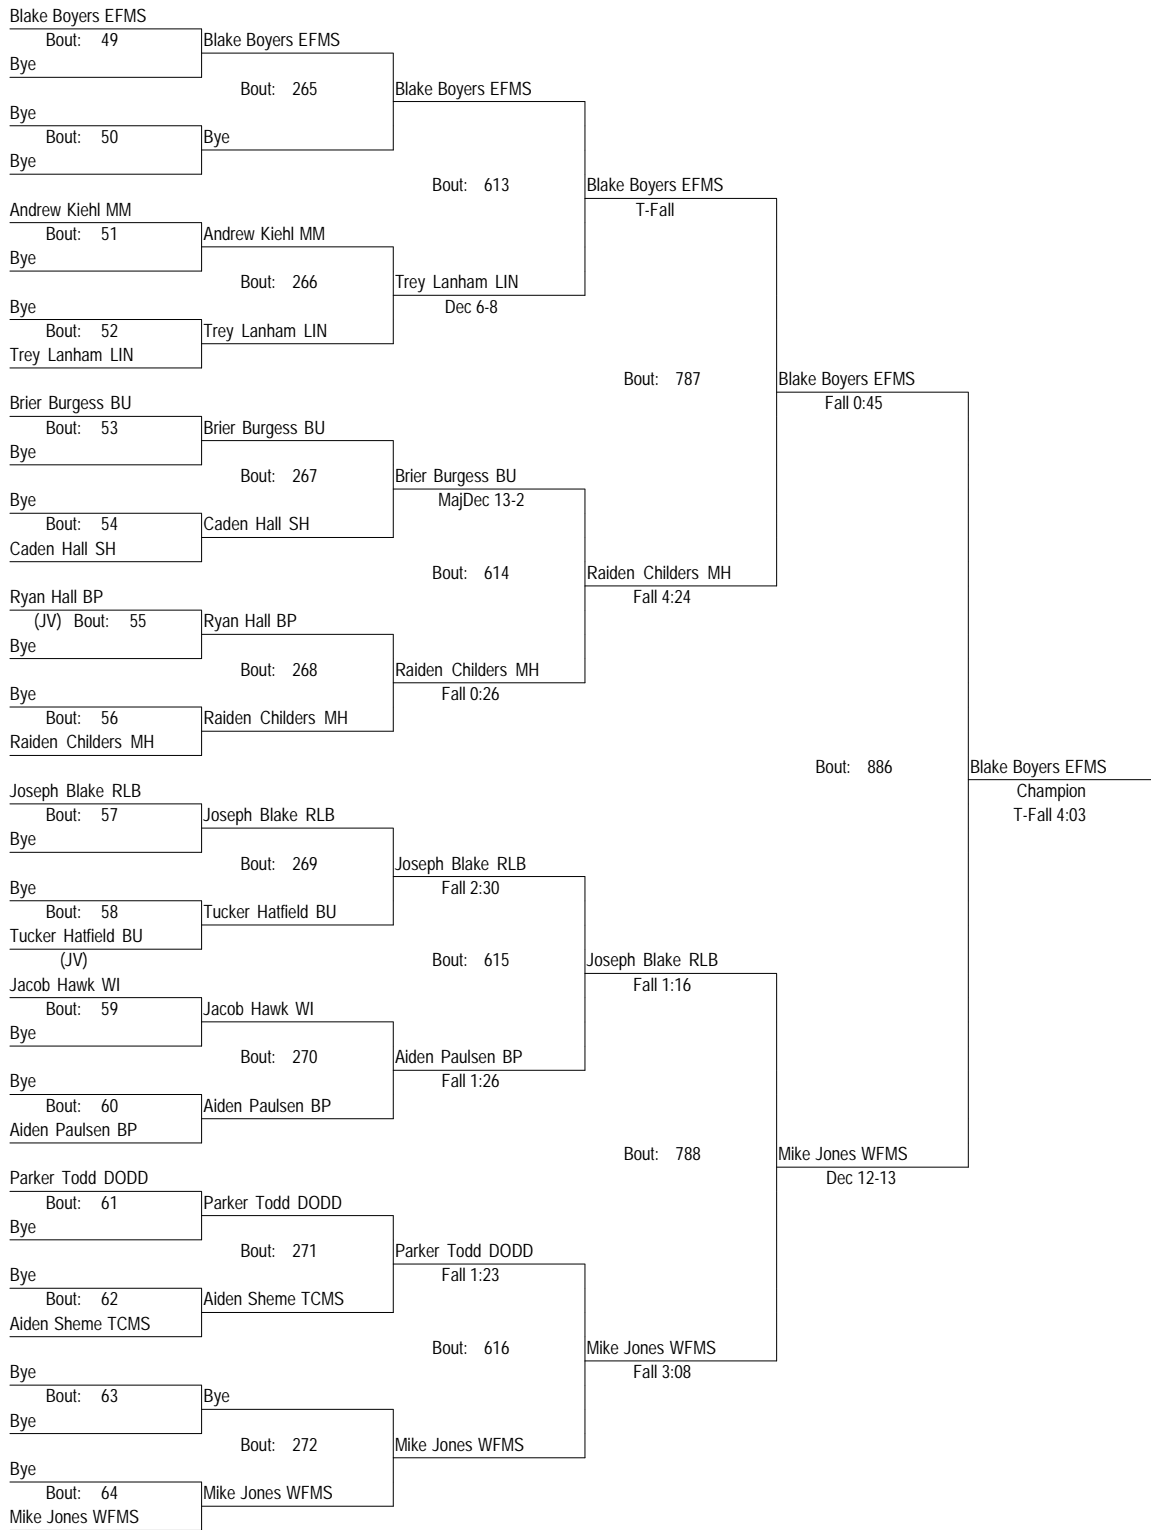 Blake Boyers EFMS
Bout: 49 Blake Boyers EFMS
Bye
Bout: 265 Blake Boyers EFMS
Bye
Bout: 50 Bye
Bye
Bout: 613 Blake Boyers EFMS
T-Fall
Andrew Kiehl MM
Bout: 51 Andrew Kiehl MM
Bye
Bout: 266 Trey Lanham LIN
Dec 6-8
Bye
Bout: 52 Trey Lanham LIN
Trey Lanham LIN
Bout: 787 Blake Boyers EFMS
Fall 0:45
Brier Burgess BU
Bout: 53 Brier Burgess BU
Bye
Bout: 267 Brier Burgess BU
MajDec 13-2
Bye
Bout: 54 Caden Hall SH
Caden Hall SH
Bout: 614 Raiden Childers MH
Fall 4:24
Ryan Hall BP
(JV) Bout: 55 Ryan Hall BP
Bye
Bout: 268 Raiden Childers MH
Fall 0:26
Bye
Bout: 56 Raiden Childers MH
Raiden Childers MH
Bout: 886 Blake Boyers EFMS
Champion
T-Fall 4:03
Joseph Blake RLB
Bout: 57 Joseph Blake RLB
Bye
Bout: 269 Joseph Blake RLB
Fall 2:30
Bye
Bout: 58 Tucker Hatfield BU
Tucker Hatfield BU
(JV)
Bout: 615 Joseph Blake RLB
Fall 1:16
Jacob Hawk WI
Bout: 59 Jacob Hawk WI
Bye
Bout: 270 Aiden Paulsen BP
Fall 1:26
Bye
Bout: 60 Aiden Paulsen BP
Aiden Paulsen BP
Bout: 788 Mike Jones WFMS
Dec 12-13
Parker Todd DODD
Bout: 61 Parker Todd DODD
Bye
Bout: 271 Parker Todd DODD
Fall 1:23
Bye
Bout: 62 Aiden Sheme TCMS
Aiden Sheme TCMS
Bout: 616 Mike Jones WFMS
Fall 3:08
Bye
Bout: 63 Bye
Bye
Bout: 272 Mike Jones WFMS
Bye
Bout: 64 Mike Jones WFMS
Mike Jones WFMS